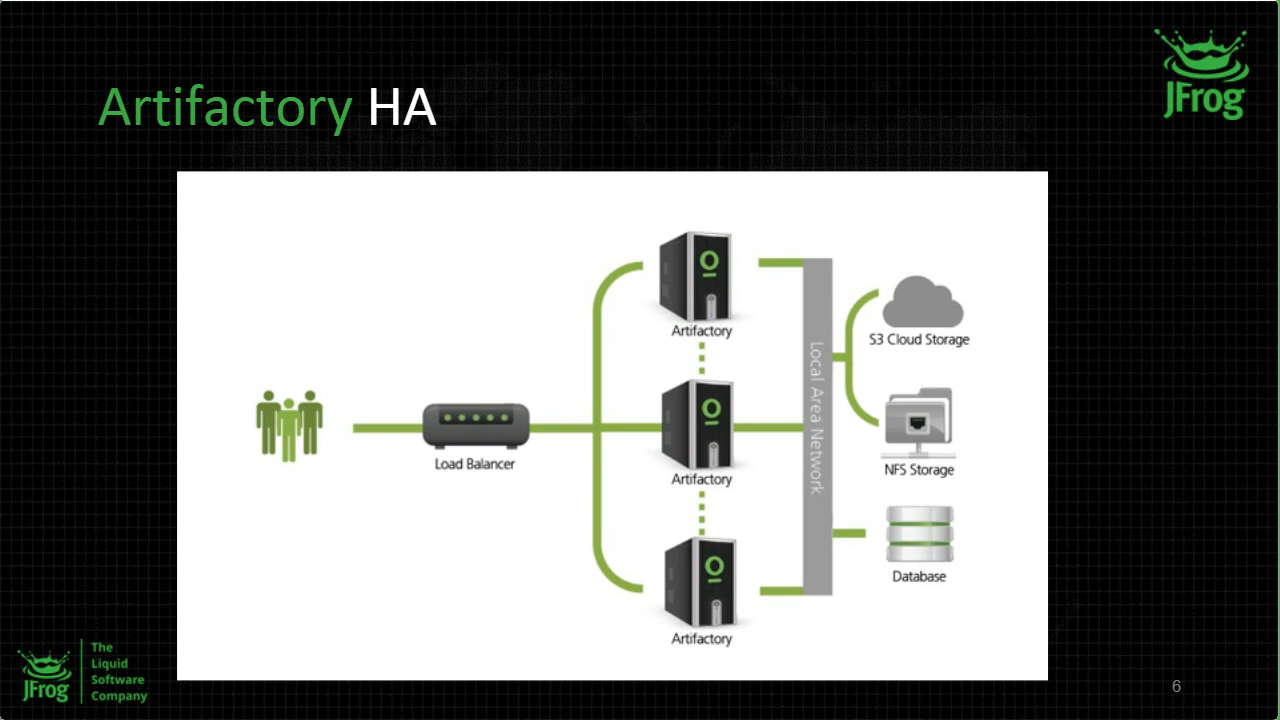 Artifactory HA
JFrog
Artifactory
S3 Cloud Storage
Local Area Network
Load Balancer
Artifactory
NFS Storage
Database
Artifactory
JFrog
The
Liquid
Software
Company
6